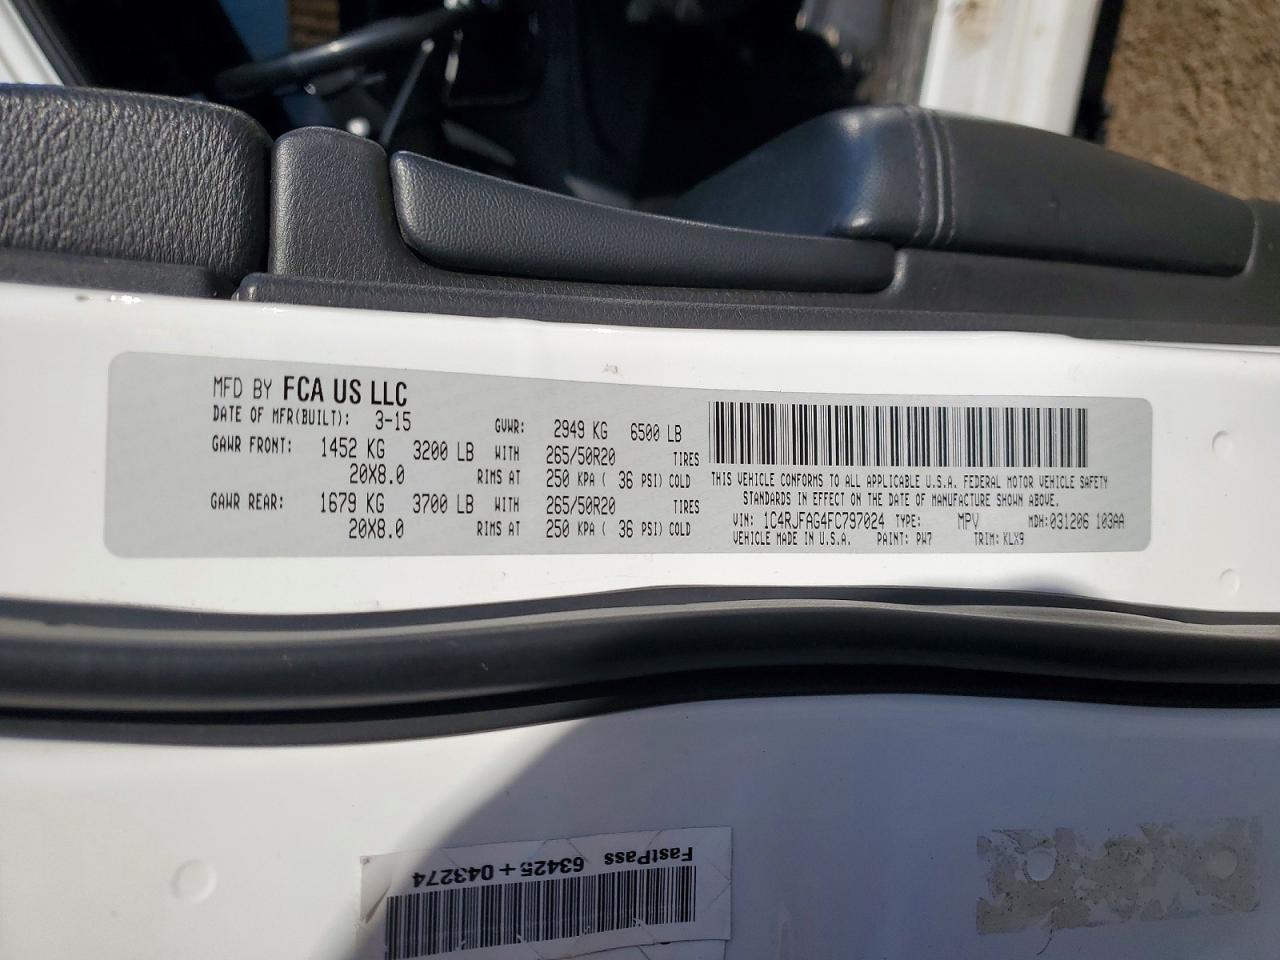 MFD BY FCA US LLC
DATE OF MFR(BUILT): 3-15 GVWR: 2949 KG 6500 LB
GAWR FRONT: 1452 KG 3200 LB WITH 265/50R20 TIRES
20X8.0 RIMS AT 250 KPA ( 36 PSI) COLD
GAWR REAR: 1679 KG 3700 LB WITH 265/50R20 TIRES
20X8.0 RIMS AT 250 KPA ( 36 PSI) COLD
THIS VEHICLE CONFORMS TO ALL APPLICABLE U.S.A. FEDERAL MOTOR VEHICLE SAFETY
STANDARDS IN EFFECT ON THE DATE OF MANUFACTURE SHOWN ABOVE.
VIN: 1C4RJFAG4FC797024 TYPE: MPV MDH:031206 103AA
VEHICLE MADE IN U.S.A. PAINT: PW7 TRIM: KLX9
FastPass 63425+043274